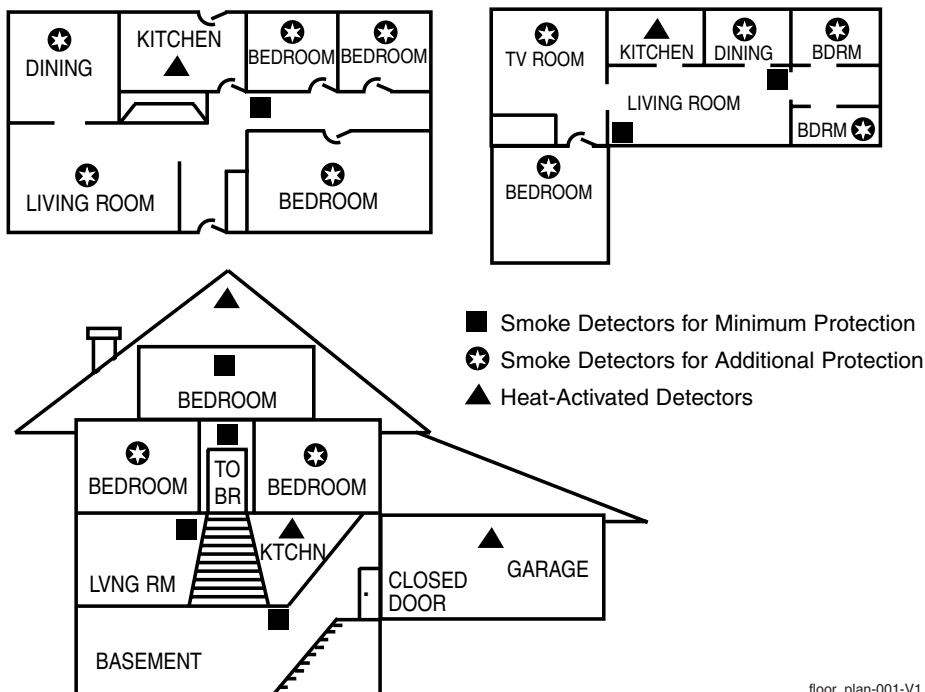 KITCHEN
BEDROOM
BEDROOM
DINING
LIVING ROOM
BEDROOM
TV ROOM
KITCHEN
DINING
BDRM
LIVING ROOM
BDRM
BEDROOM
Smoke Detectors for Minimum Protection
Smoke Detectors for Additional Protection
Heat-Activated Detectors
BEDROOM
BEDROOM
TO
BR
BEDROOM
LVNG RM
KTCHN
CLOSED
DOOR
GARAGE
BASEMENT
floor_plan-001-V1